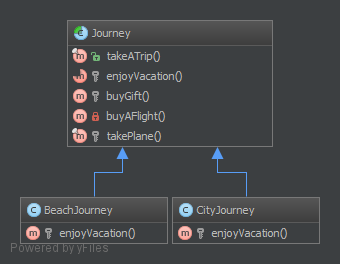 Journey
takeATrip()
enjoyVacation()
buyGift()
buyAFlight()
takePlane()
BeachJourney
enjoyVacation()
CityJourney
enjoyVacation()
Powered by yFiles